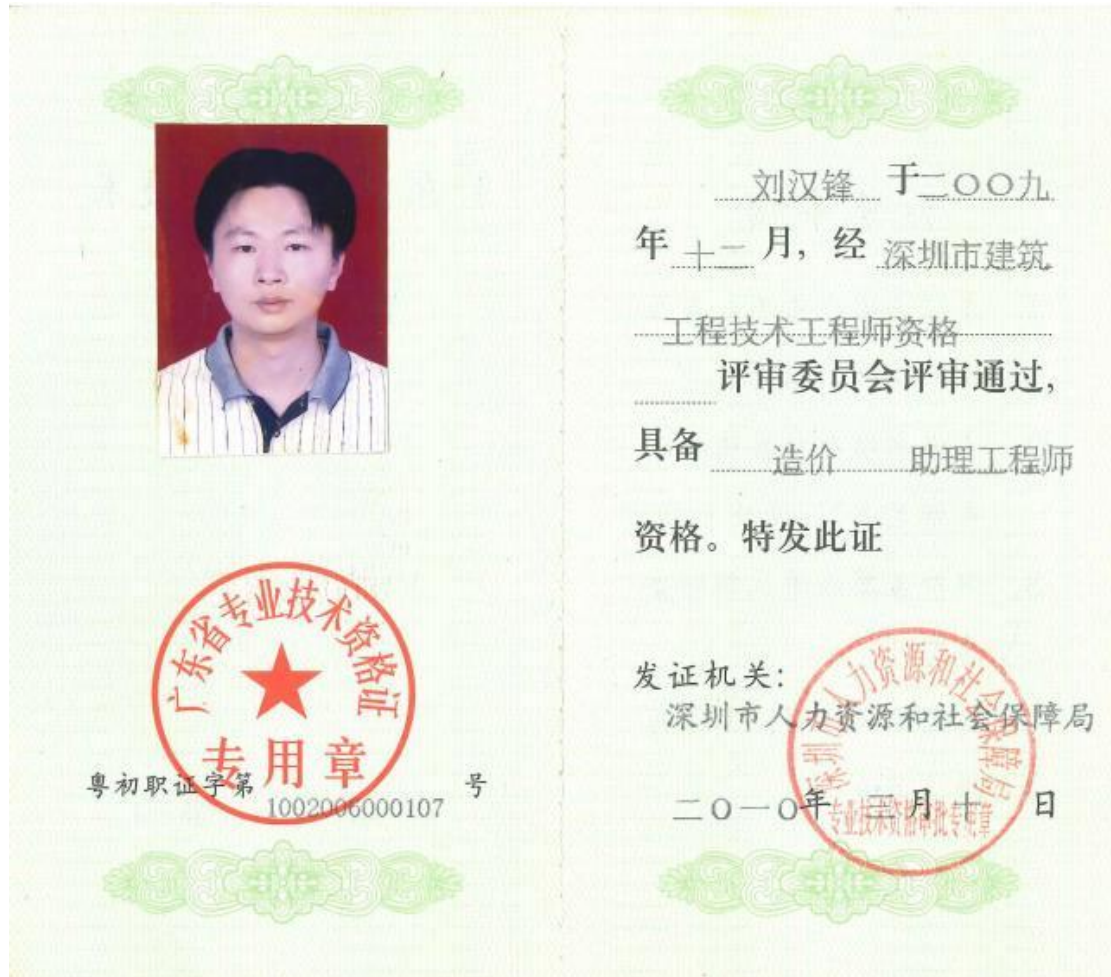 广东省专业技术资格证
专用章
粤初职证字第 1002006000107 号
刘汉锋 于二〇〇九
年 十二 月, 经 深圳市建筑
工程技术工程师资格
评审委员会评审通过,
具备 造价 助理工程师
资格。特发此证
发证机关:
深圳市人力资源和社会保障局
二〇一〇年 三 月 十 日
深圳市人力资源和社会保障局
专业技术资格审批专用章